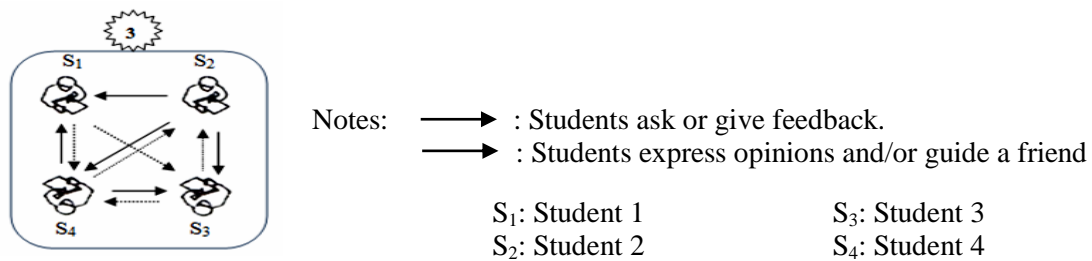 3
S1 S2
S4 S3
Notes: : Students ask or give feedback.
: Students express opinions and/or guide a friend
S1: Student 1 S3: Student 3
S2: Student 2 S4: Student 4